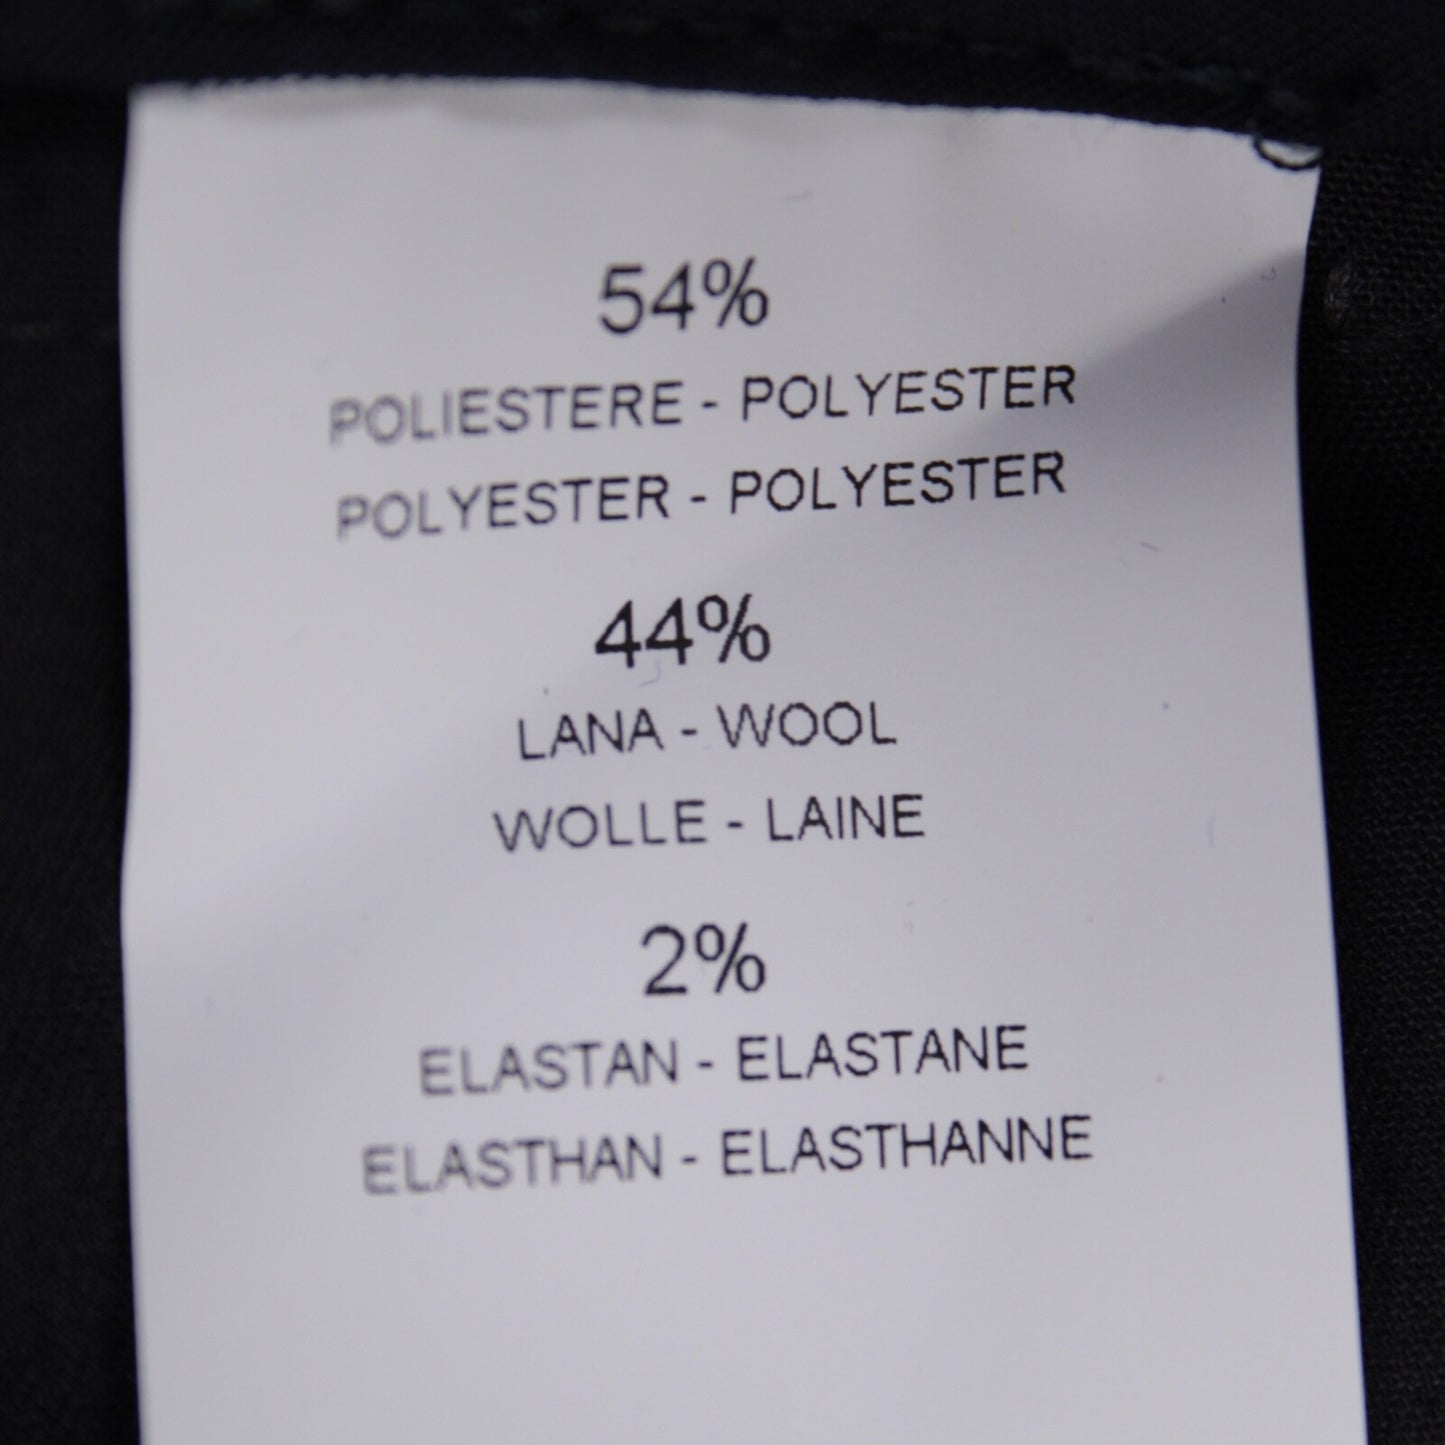 54%
POLIESTERE - POLYESTER
POLYESTER - POLYESTER
44%
LANA - WOOL
WOLLE - LAINE
2%
ELASTAN - ELASTANE
ELASTHAN - ELASTHANNE